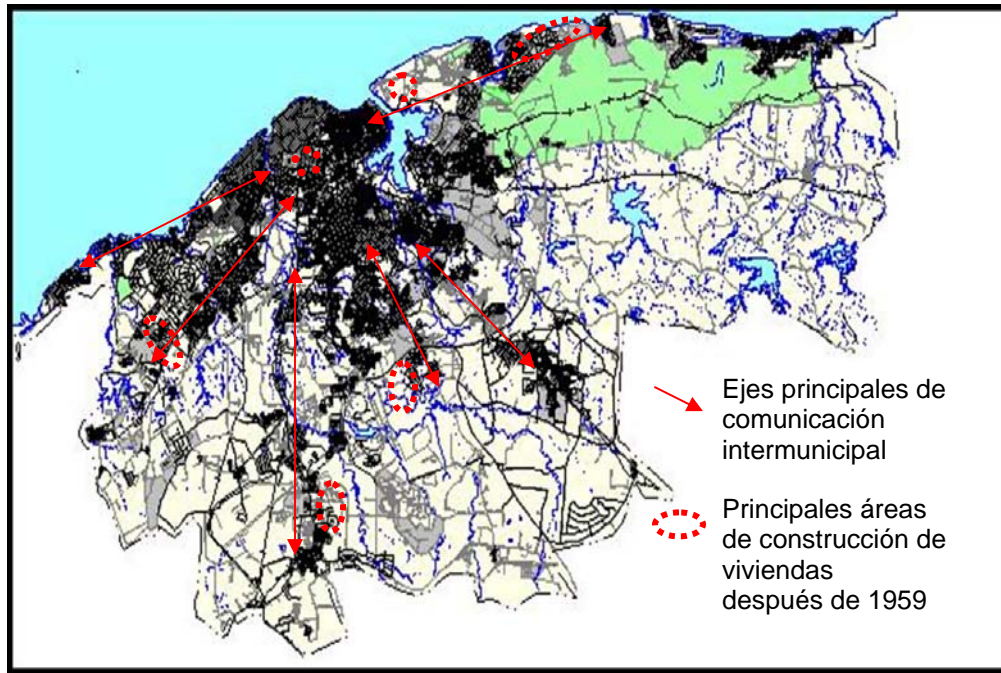 Ejes principales de
comunicación
intermunicipal
Principales áreas
de construcción de
viviendas
después de 1959